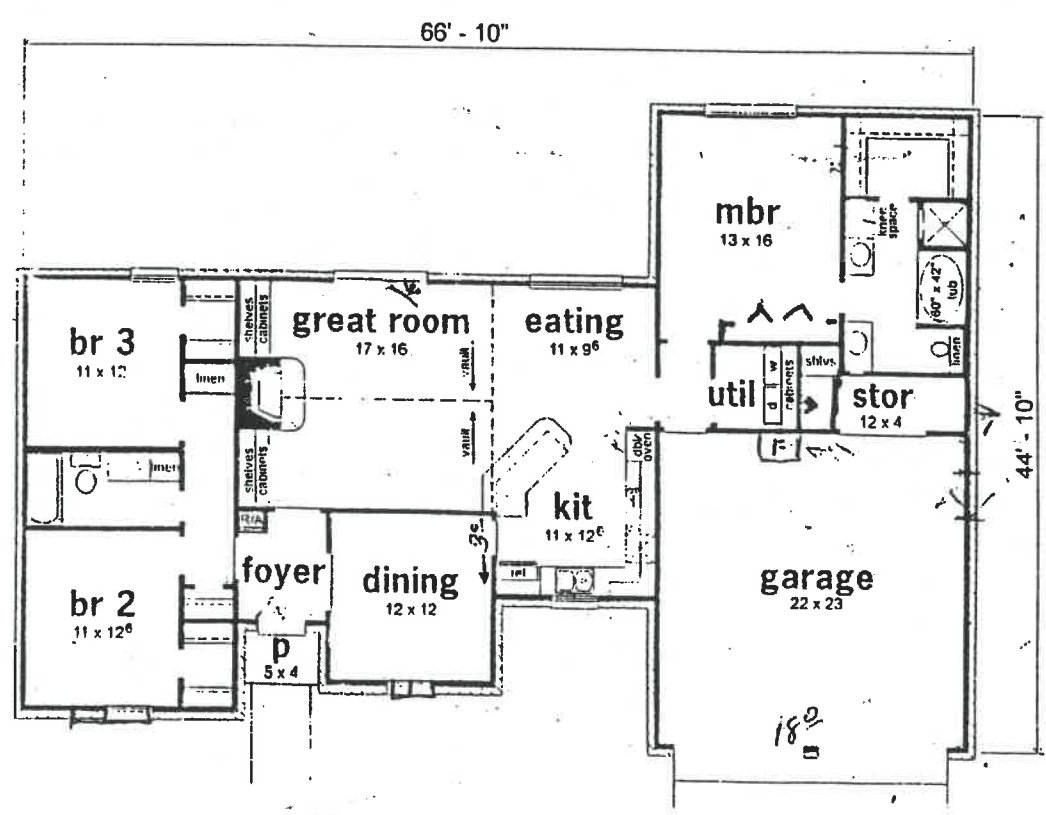 66' - 10"
mbr
13 x 16
knee
space
60" x 42"
tub
linen
br 3
11 x 12
linen
shelves
cabinets
great room
17 x 16
vault
vault
eating
11 x 9⁶
util
w
d
cabinets
shlvs
stor
12 x 4
44' - 10"
shelves
cabinets
linen
R/A
dbl
oven
kit
11 x 12⁶
ref
foyer
dining
12 x 12
garage
22 x 23
br 2
11 x 12⁶
p
5 x 4
18⁰